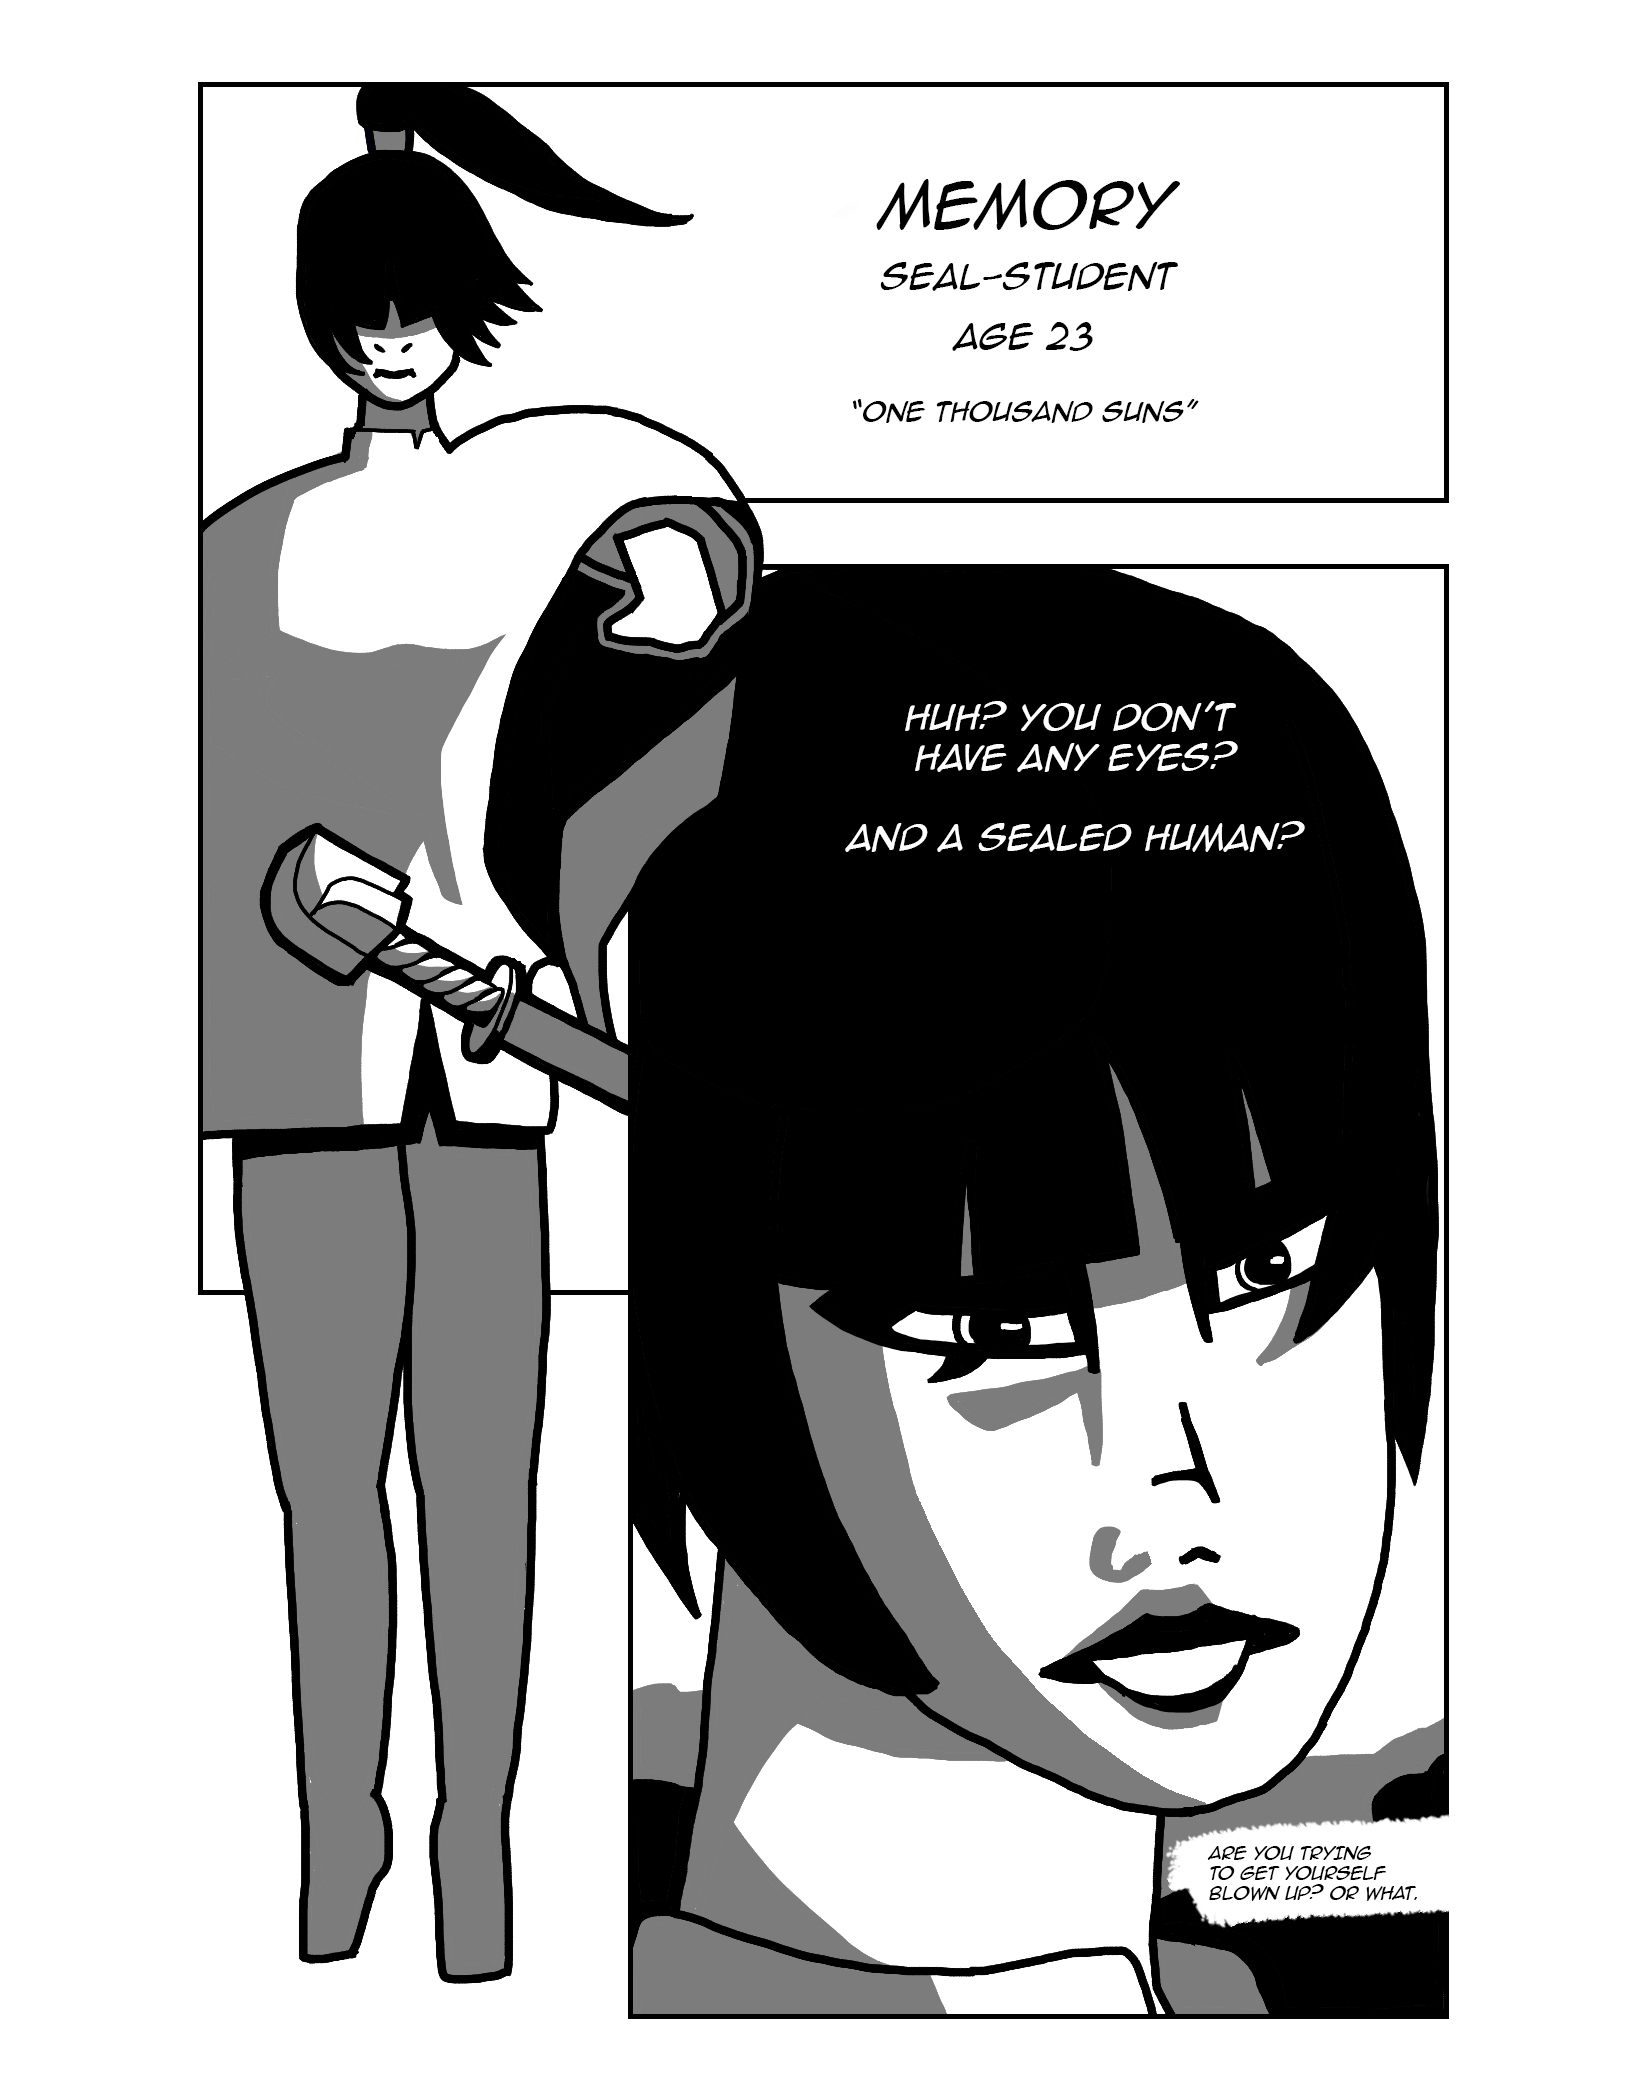 MEMORY
SEAL-STUDENT
AGE 23
"ONE THOUSAND SUNS"
HUH? YOU DON'T
HAVE ANY EYES?
AND A SEALED HUMAN?
ARE YOU TRYING
TO GET YOURSELF
BLOWN UP? OR WHAT.